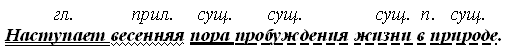 гл. прил. сущ. сущ. сущ. п. сущ.
Наступает весенняя пора пробуждения жизни в природе.